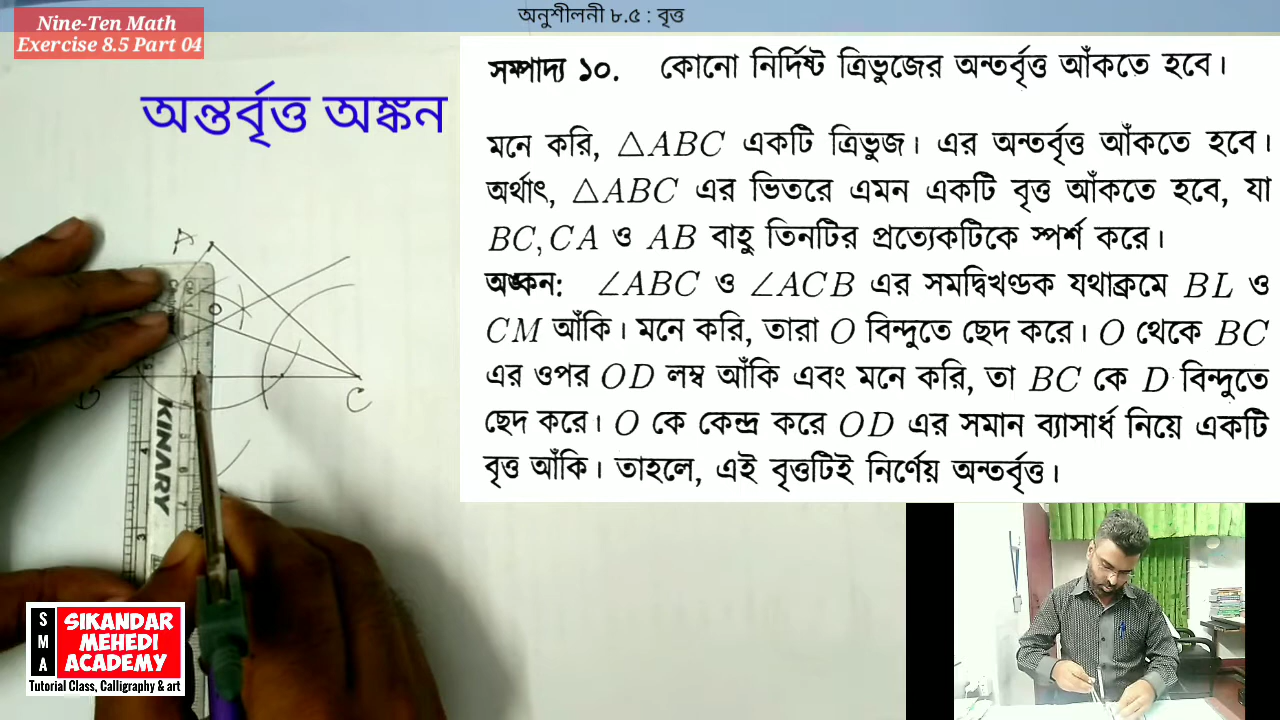 অনুশীলনী ৮.৫ : বৃত্ত
Nine-Ten Math
Exercise 8.5 Part 04
অন্তর্বৃত্ত অঙ্কন
সম্পাদ্য ১০. কোনো নির্দিষ্ট ত্রিভুজের অন্তর্বৃত্ত আঁকতে হবে।
মনে করি, △ABC একটি ত্রিভুজ। এর অন্তর্বৃত্ত আঁকতে হবে।
অর্থাৎ, △ABC এর ভিতরে এমন একটি বৃত্ত আঁকতে হবে, যা
BC, CA ও AB বাহু তিনটির প্রত্যেকটিকে স্পর্শ করে।
অঙ্কন: ∠ABC ও ∠ACB এর সমদ্বিখণ্ডক যথাক্রমে BL ও
CM আঁকি। মনে করি, তারা O বিন্দুতে ছেদ করে। O থেকে BC
এর ওপর OD লম্ব আঁকি এবং মনে করি, তা BC কে D বিন্দুতে
ছেদ করে। O কে কেন্দ্র করে OD এর সমান ব্যাসার্ধ নিয়ে একটি
বৃত্ত আঁকি। তাহলে, এই বৃত্তটিই নির্ণেয় অন্তর্বৃত্ত।
A
O
B
C
KINARY
SMA
SIKANDAR
MEHEDI
ACADEMY
Tutorial Class, Calligraphy & art